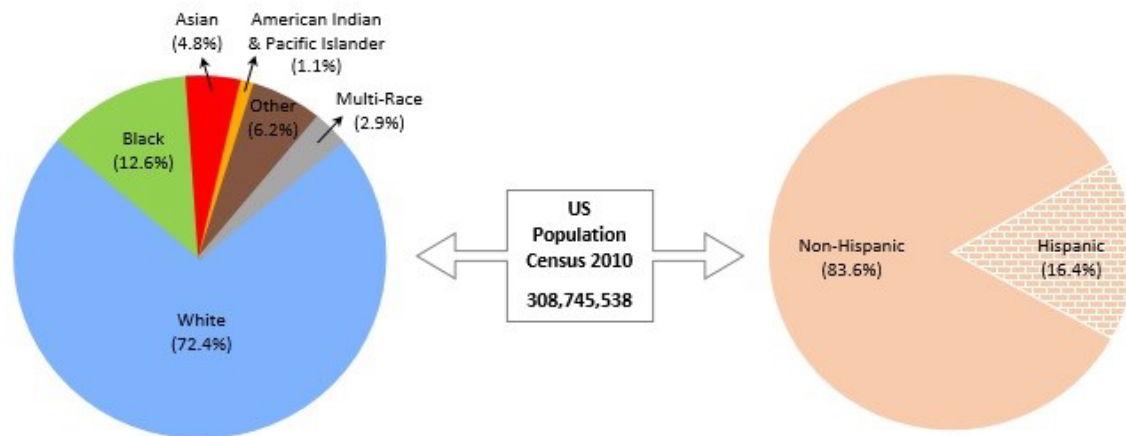 Asian
(4.8%)
American Indian
& Pacific Islander
(1.1%)
Other
(6.2%)
Multi-Race
(2.9%)
Black
(12.6%)
White
(72.4%)
US
Population
Census 2010
308,745,538
Non-Hispanic
(83.6%)
Hispanic
(16.4%)